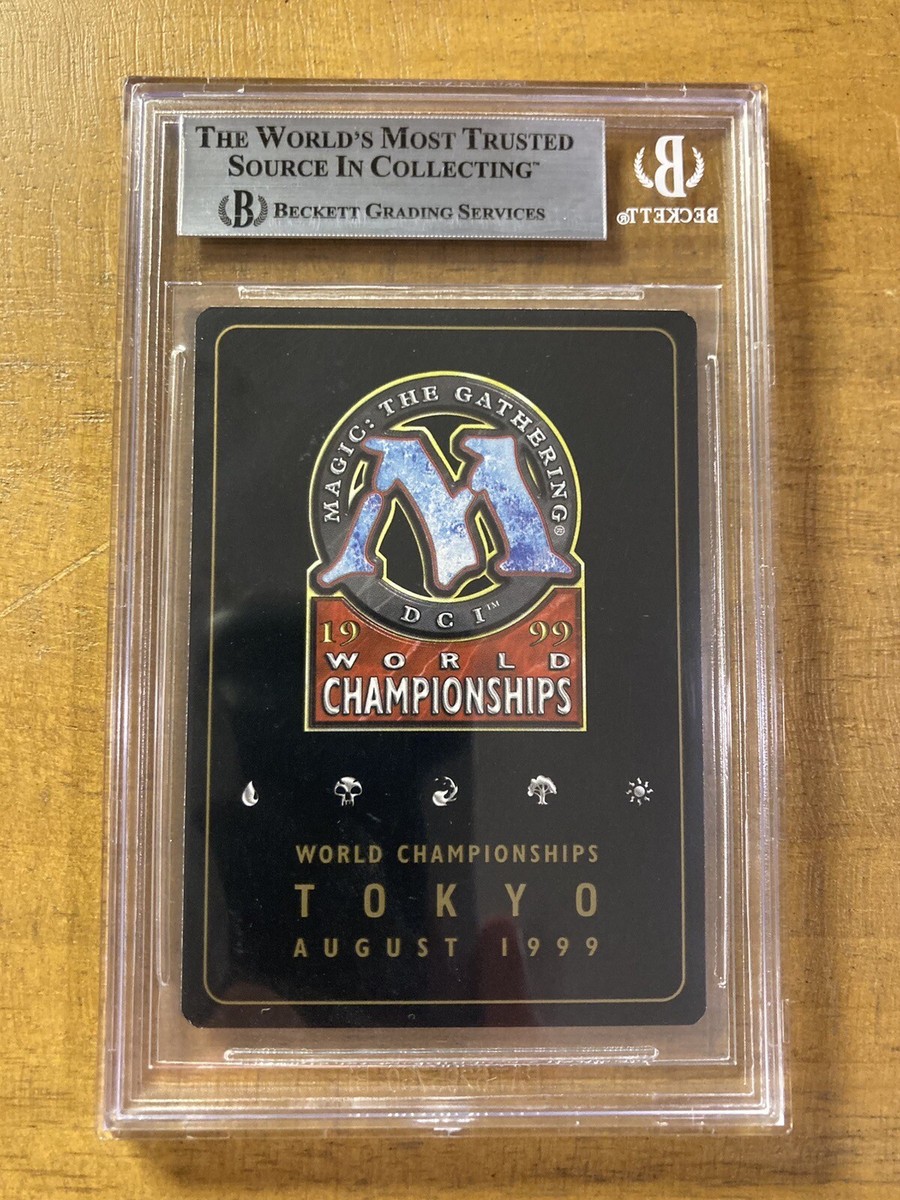 THE WORLD'S MOST TRUSTED
SOURCE IN COLLECTING™
B BECKETT GRADING SERVICES
B
BECKETT®
MAGIC: THE GATHERING®
M
DCI™
19 99
WORLD
CHAMPIONSHIPS
WORLD CHAMPIONSHIPS
TOKYO
AUGUST 1999